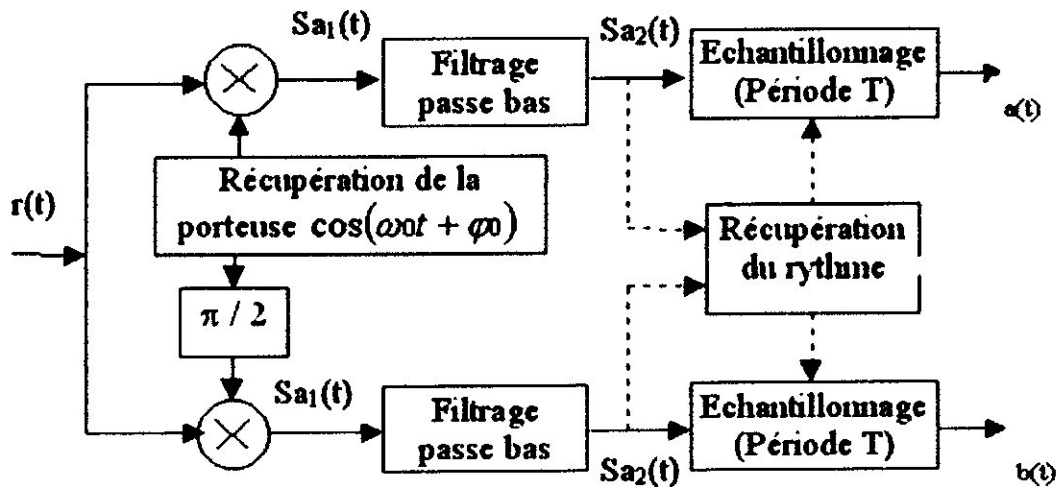 Sa₁(t)
Sa₂(t)
Filtrage
passe bas
Echantillonnage
(Période T)
a(t)
r(t)
Récupération de la
porteuse cos(ω₀t + φ₀)
Récupération
du rythme
π / 2
Sa₁(t)
Filtrage
passe bas
Sa₂(t)
Echantillonnage
(Période T)
b(t)